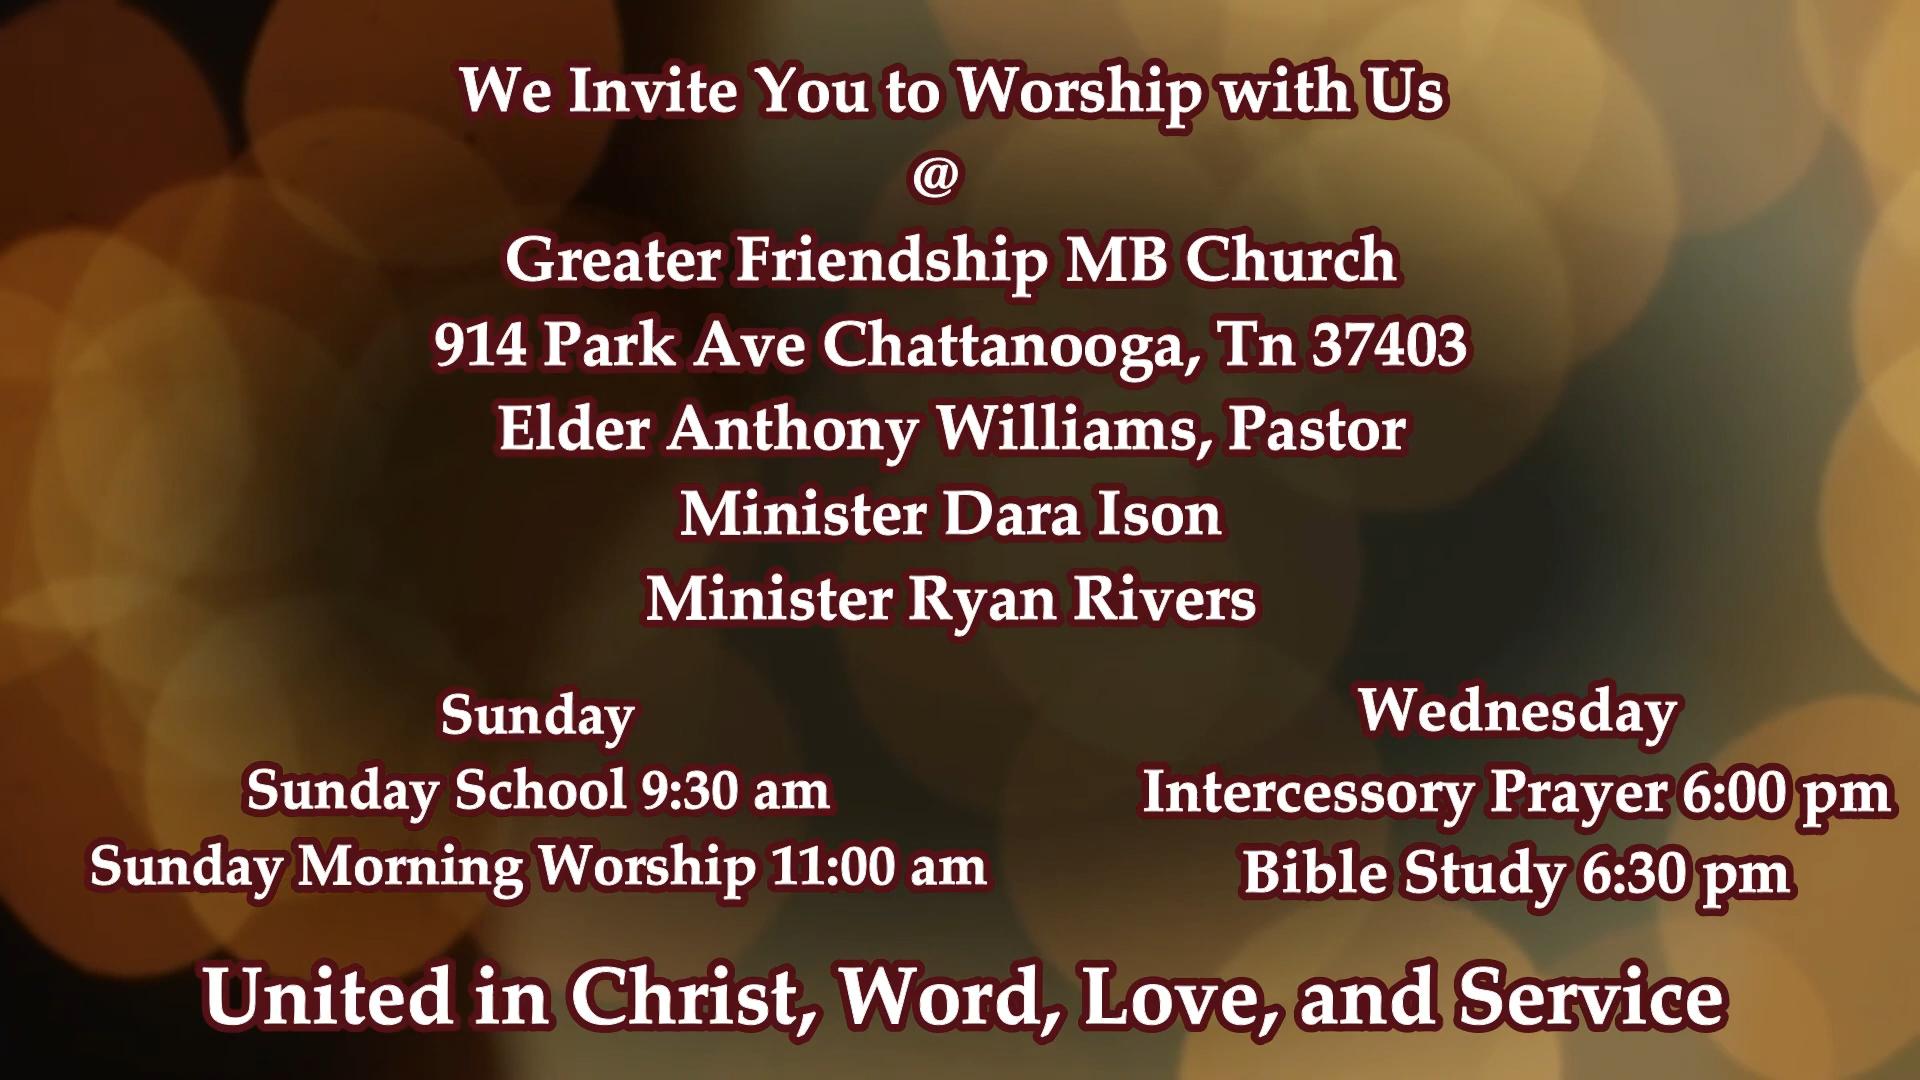 We Invite You to Worship with Us
@
Greater Friendship MB Church
914 Park Ave Chattanooga, Tn 37403
Elder Anthony Williams, Pastor
Minister Dara Ison
Minister Ryan Rivers
Sunday
Sunday School 9:30 am
Sunday Morning Worship 11:00 am
Wednesday
Intercessory Prayer 6:00 pm
Bible Study 6:30 pm
United in Christ, Word, Love, and Service